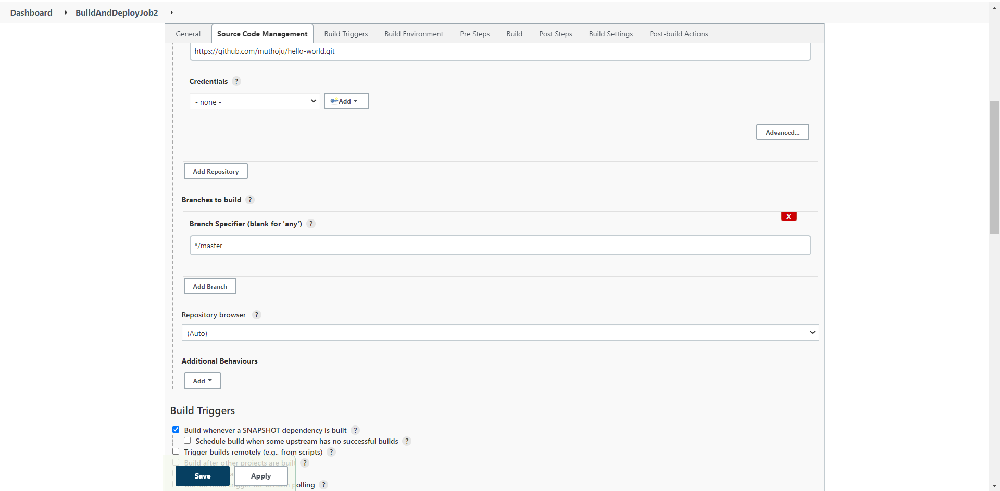 Dashboard BuildAndDeployJob2
General Source Code Management Build Triggers Build Environment Pre Steps Build Post Steps Build Settings Post-build Actions
https://github.com/muthoju/hello-world.git
Credentials ?
- none - Add
Advanced...
Add Repository
Branches to build ?
X
Branch Specifier (blank for 'any') ?
*/master
Add Branch
Repository browser ?
(Auto)
Additional Behaviours
Add
Build Triggers
Build whenever a SNAPSHOT dependency is built ?
Schedule build when some upstream has no successful builds ?
Trigger builds remotely (e.g., from scripts) ?
Build after other projects are built ?
Save Apply
polling ?